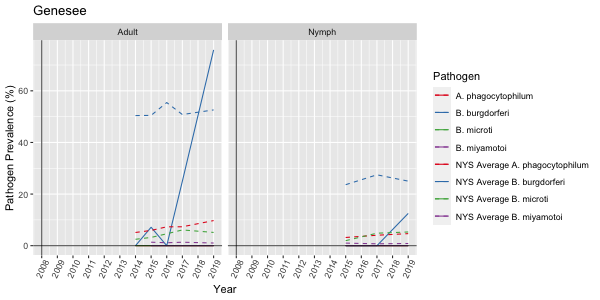 Genesee
Adult
Nymph
Pathogen Prevalence (%)
60
40
20
0
2008 2009 2010 2011 2012 2013 2014 2015 2016 2017 2018 2019
2008 2009 2010 2011 2012 2013 2014 2015 2016 2017 2018 2019
Year
Pathogen
A. phagocytophilum
B. burgdorferi
B. microti
B. miyamotoi
NYS Average A. phagocytophilum
NYS Average B. burgdorferi
NYS Average B. microti
NYS Average B. miyamotoi